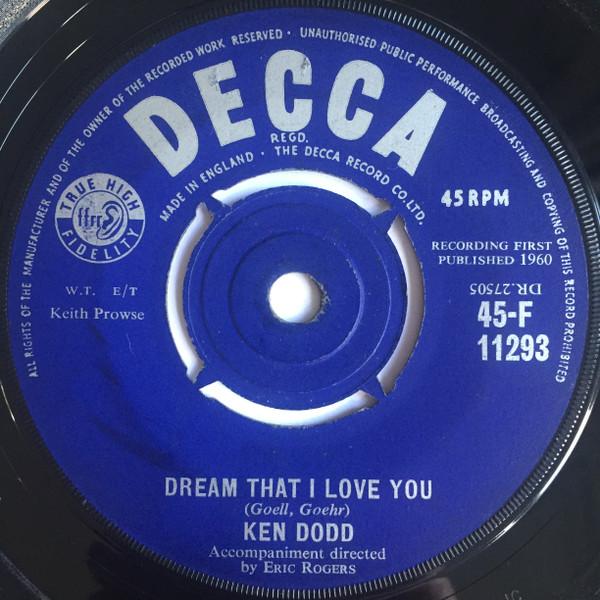 ALL RIGHTS OF THE MANUFACTURER AND OF THE OWNER OF THE RECORDED WORK RESERVED · UNAUTHORISED PUBLIC PERFORMANCE BROADCASTING AND COPYING OF THIS RECORD PROHIBITED
DECCA
REGD.
MADE IN ENGLAND · THE DECCA RECORD CO. LTD.
TRUE HIGH
ffrr
FIDELITY
45 RPM
RECORDING FIRST
PUBLISHED 1960
W.T. E/T
Keith Prowse
DR.27505
45-F
11293
DREAM THAT I LOVE YOU
(Goell, Goehr)
KEN DODD
Accompaniment directed
by ERIC ROGERS